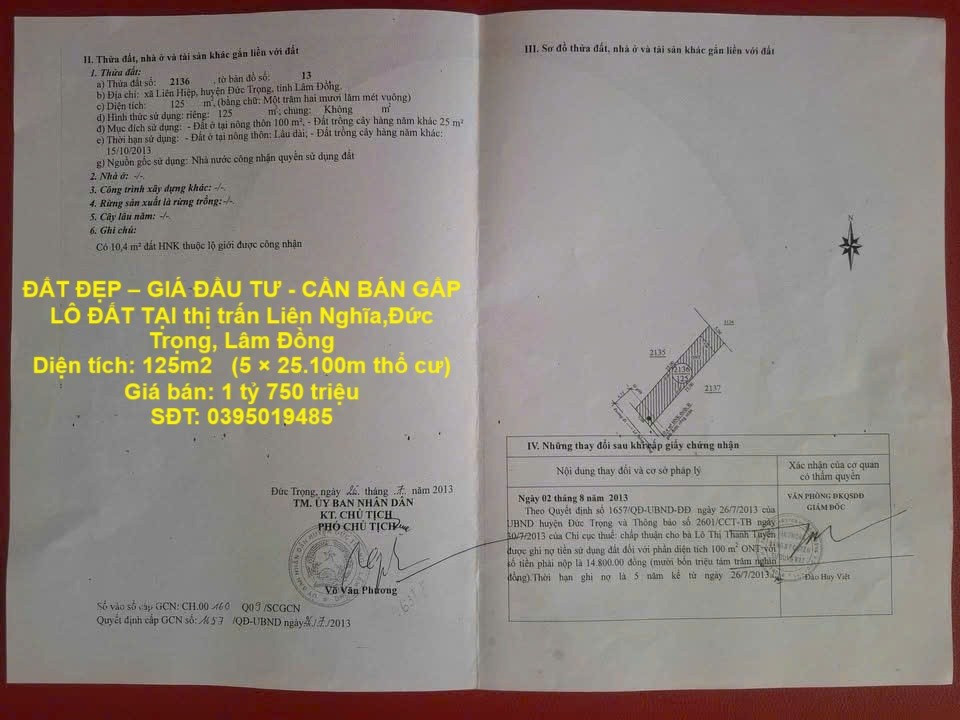 II. Thửa đất, nhà ở và tài sản khác gắn liền với đất
1. Thửa đất:
a) Thửa đất số: 2136 , tờ bản đồ số: 13
b) Địa chỉ: xã Liên Hiệp, huyện Đức Trọng, tỉnh Lâm Đồng.
c) Diện tích: 125 m², (bằng chữ: Một trăm hai mươi lăm mét vuông)
d) Hình thức sử dụng: riêng: 125 m²; chung: Không m²
đ) Mục đích sử dụng: - Đất ở tại nông thôn 100 m², - Đất trồng cây hàng năm khác 25 m²
e) Thời hạn sử dụng: - Đất ở tại nông thôn: Lâu dài; - Đất trồng cây hàng năm khác:
15/10/2013
g) Nguồn gốc sử dụng: Nhà nước công nhận quyền sử dụng đất
2. Nhà ở: -/-.
3. Công trình xây dựng khác: -/-.
4. Rừng sản xuất là rừng trồng:-/-.
5. Cây lâu năm: -/-.
6. Ghi chú:
Có 10,4 m² đất HNK thuộc lộ giới được công nhận
ĐẤT ĐẸP – GIÁ ĐẦU TƯ - CẦN BÁN GẤP
LÔ ĐẤT TẠI thị trấn Liên Nghĩa,Đức
Trọng, Lâm Đồng
Diện tích: 125m2 (5 × 25.100m thổ cư)
Giá bán: 1 tỷ 750 triệu
SĐT: 0395019485
Đức Trọng, ngày 26 tháng 7 năm 2013
TM. ỦY BAN NHÂN DÂN
KT. CHỦ TỊCH
PHÓ CHỦ TỊCH
Võ Văn Phương
Số vào sổ cấp GCN: CH.00160 Q09/SCGCN
Quyết định cấp GCN số: 1657/QĐ-UBND ngày 26/7/2013
III. Sơ đồ thửa đất, nhà ở và tài sản khác gắn liền với đất
N
2135
2136
125
2137
IV. Những thay đổi sau khi cấp giấy chứng nhận
Nội dung thay đổi và cơ sở pháp lý
Xác nhận của cơ quan
có thẩm quyền
Ngày 02 tháng 8 năm 2013
Theo Quyết định số 1657/QĐ-UBND-ĐĐ ngày 26/7/2013 của
UBND huyện Đức Trọng và Thông báo số 2601/CCT-TB ngày
30/7/2013 của Chi cục thuế: chấp thuận cho bà Lô Thị Thanh Tuyền
được ghi nợ tiền sử dụng đất đối với phần diện tích 100 m² ONT với
số tiền phải nộp là 14.800.00 đồng (mười bốn triệu tám trăm nghìn
đồng).Thời hạn ghi nợ là 5 năm kể từ ngày 26/7/2013.
VĂN PHÒNG ĐKQSDĐ
GIÁM ĐỐC
Đào Huy Việt